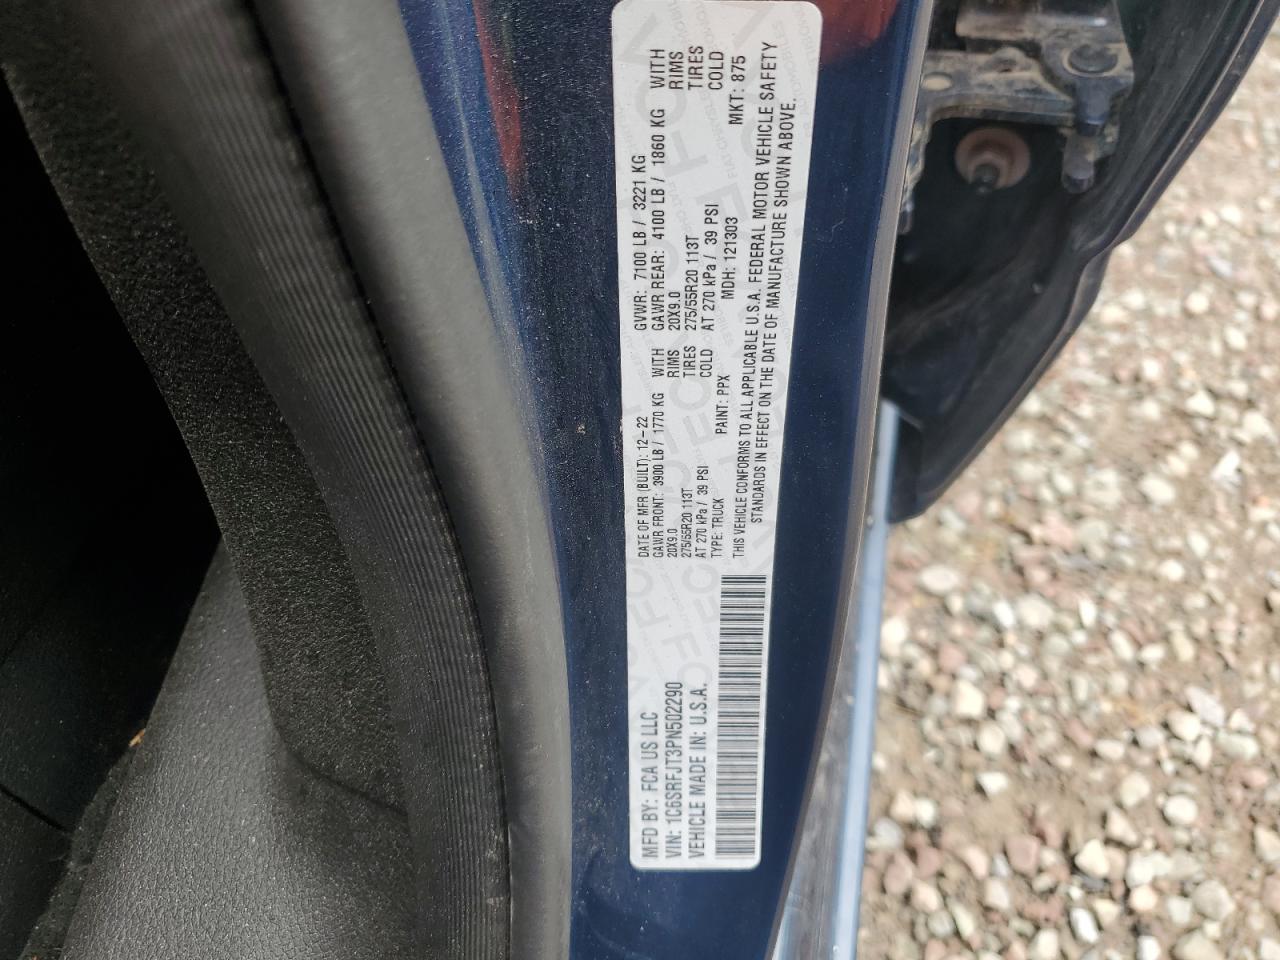 MFD BY: FCA US LLC
VIN: 1C6SRFJT3PN502290
VEHICLE MADE IN: U.S.A.
DATE OF MFR (BUILT): 12-22 GVWR: 7100 LB / 3221 KG
GAWR FRONT: 3900 LB / 1770 KG WITH GAWR REAR: 4100 LB / 1860 KG WITH
20X9.0 RIMS 20X9.0 RIMS
275/55R20 113T TIRES 275/55R20 113T TIRES
AT 270 kPa / 39 PSI COLD AT 270 kPa / 39 PSI COLD
TYPE: TRUCK PAINT: PPX MDH: 121303 MKT: 875
THIS VEHICLE CONFORMS TO ALL APPLICABLE U.S.A. FEDERAL MOTOR VEHICLE SAFETY
STANDARDS IN EFFECT ON THE DATE OF MANUFACTURE SHOWN ABOVE.